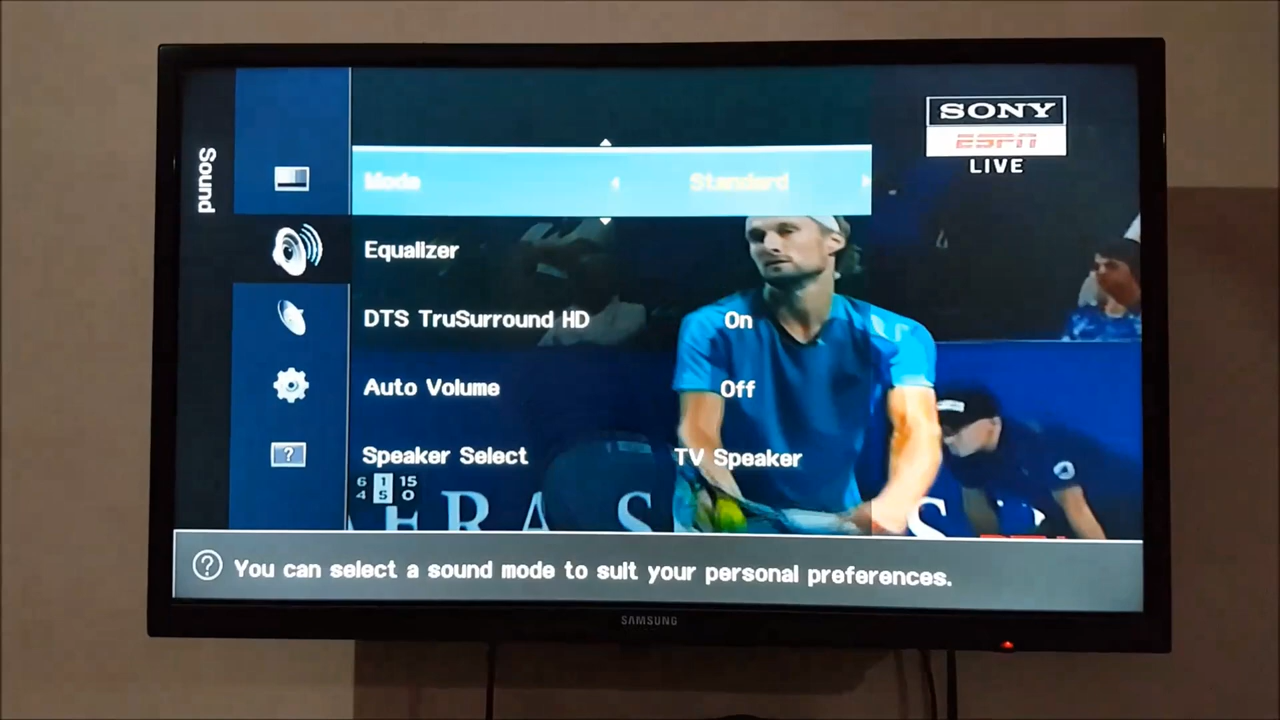 Sound
SONY
ESPN
LIVE
Mode Standard
Equalizer
DTS TruSurround HD On
Auto Volume Off
Speaker Select TV Speaker
6 1 15
4 5 0
ERA S
S
? You can select a sound mode to suit your personal preferences.
SAMSUNG